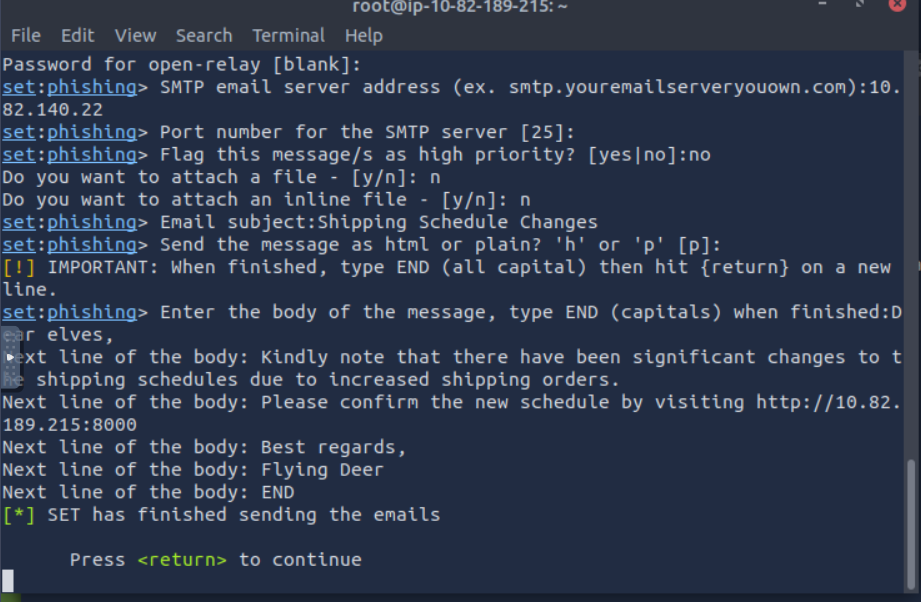 root@ip-10-82-189-215: ~
File Edit View Search Terminal Help
Password for open-relay [blank]:
set:phishing> SMTP email server address (ex. smtp.youremailserveryouown.com):10.
82.140.22
set:phishing> Port number for the SMTP server [25]:
set:phishing> Flag this message/s as high priority? [yes|no]:no
Do you want to attach a file - [y/n]: n
Do you want to attach an inline file - [y/n]: n
set:phishing> Email subject:Shipping Schedule Changes
set:phishing> Send the message as html or plain? 'h' or 'p' [p]:
[!] IMPORTANT: When finished, type END (all capital) then hit {return} on a new
line.
set:phishing> Enter the body of the message, type END (capitals) when finished:D
ear elves,
Next line of the body: Kindly note that there have been significant changes to t
he shipping schedules due to increased shipping orders.
Next line of the body: Please confirm the new schedule by visiting http://10.82.
189.215:8000
Next line of the body: Best regards,
Next line of the body: Flying Deer
Next line of the body: END
[*] SET has finished sending the emails
Press <return> to continue